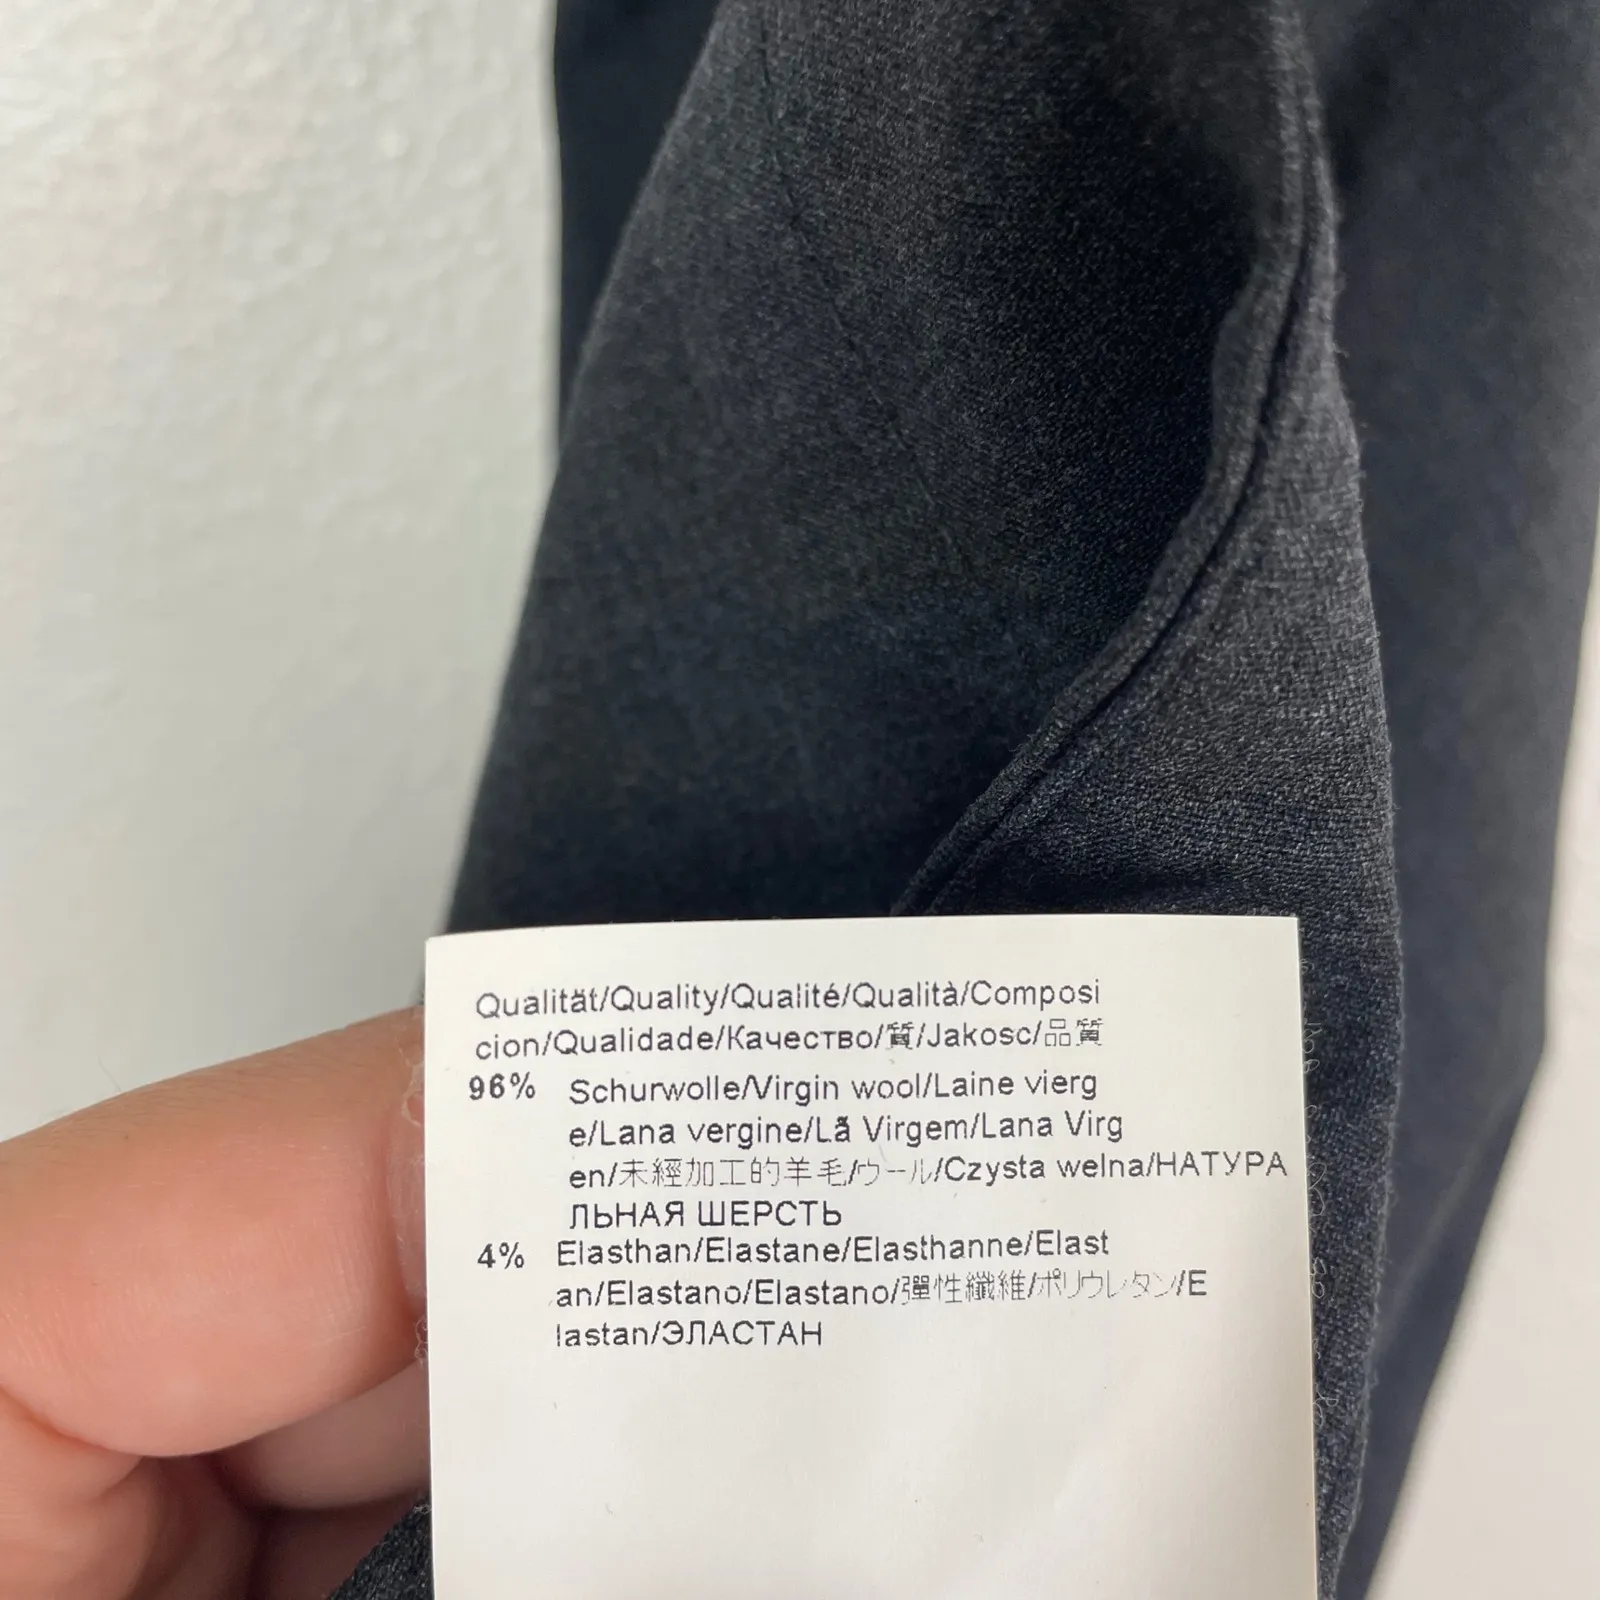 Qualität/Quality/Qualité/Qualità/Composi
cion/Qualidade/Качество/質/Jakosc/品質
96% Schurwolle/Virgin wool/Laine vierg
e/Lana vergine/Lã Virgem/Lana Virg
en/未經加工的羊毛/ウール/Czysta welna/НАТУРА
ЛЬНАЯ ШЕРСТЬ
4% Elasthan/Elastane/Elasthanne/Elast
an/Elastano/Elastano/彈性纖維/ポリウレタン/E
lastan/ЭЛАСТАН